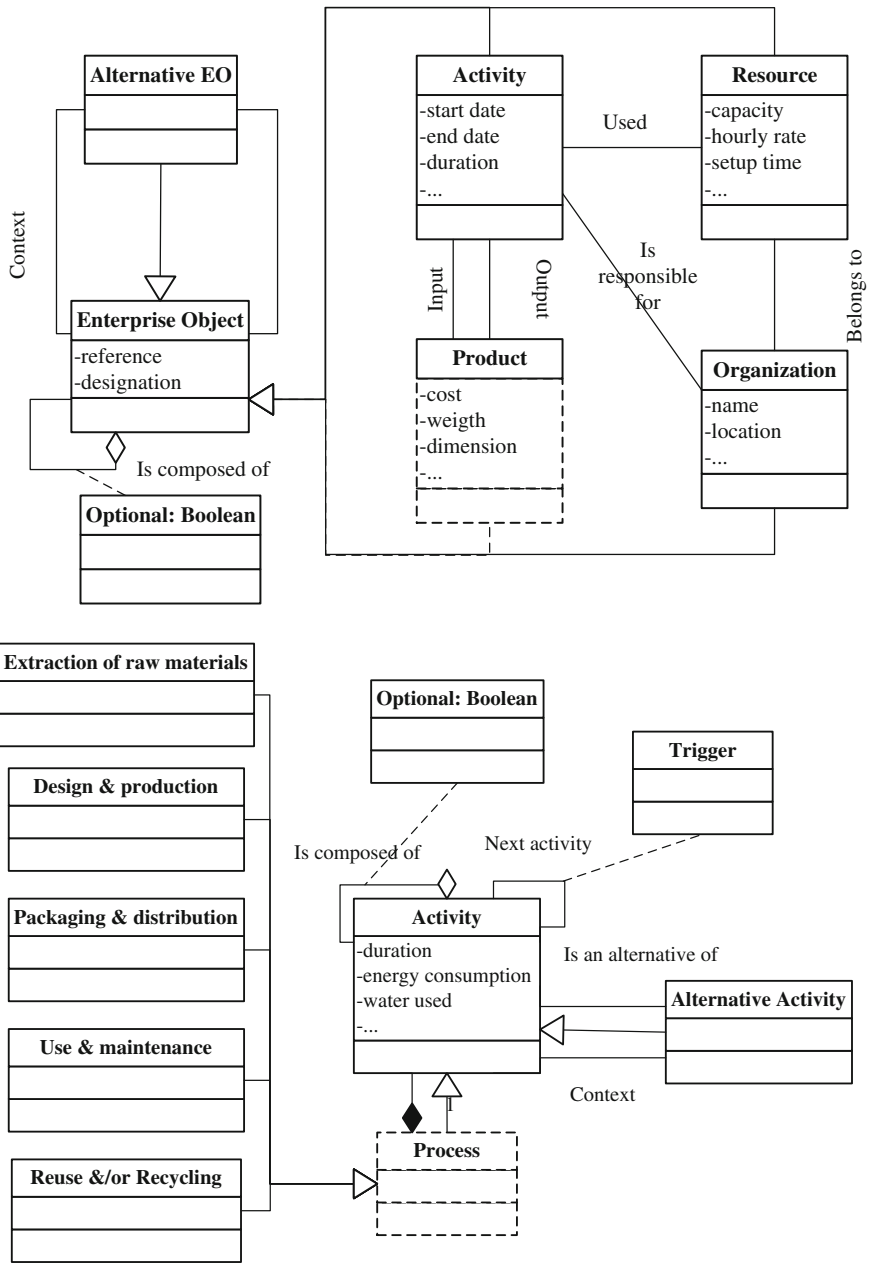 Alternative EO
Context
Enterprise Object
-reference
-designation
Is composed of
Optional: Boolean
Activity
-start date
-end date
-duration
-...
Used
Resource
-capacity
-hourly rate
-setup time
-...
Input
Output
Is
responsible
for
Belongs to
Product
-cost
-weigth
-dimension
-...
Organization
-name
-location
-...
Extraction of raw materials
Design & production
Packaging & distribution
Use & maintenance
Reuse &/or Recycling
Optional: Boolean
Trigger
Is composed of
Next activity
Activity
-duration
-energy consumption
-water used
-...
Is an alternative of
Alternative Activity
Context
1
Process